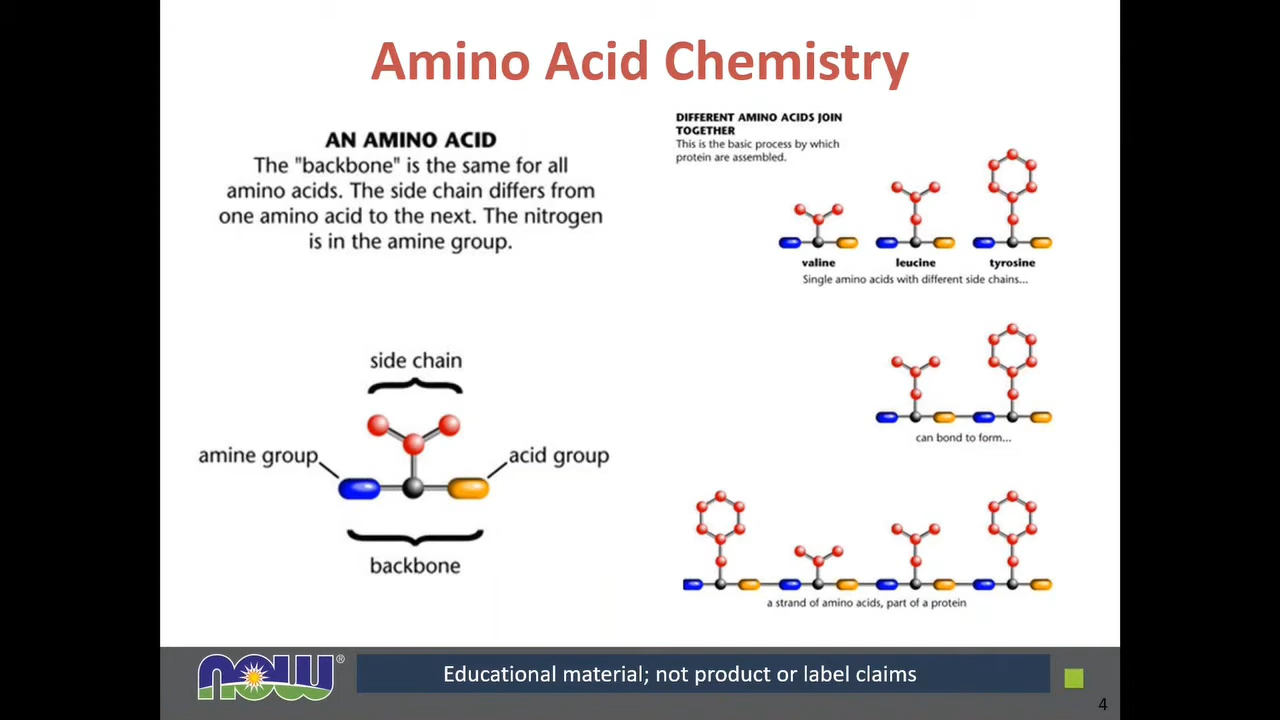 Amino Acid Chemistry
AN AMINO ACID
The "backbone" is the same for all
amino acids. The side chain differs from
one amino acid to the next. The nitrogen
is in the amine group.
side chain
amine group
acid group
backbone
DIFFERENT AMINO ACIDS JOIN
TOGETHER
This is the basic process by which
protein are assembled.
valine
leucine
tyrosine
Single amino acids with different side chains...
can bond to form...
a strand of amino acids, part of a protein
NOW®
Educational material; not product or label claims
4